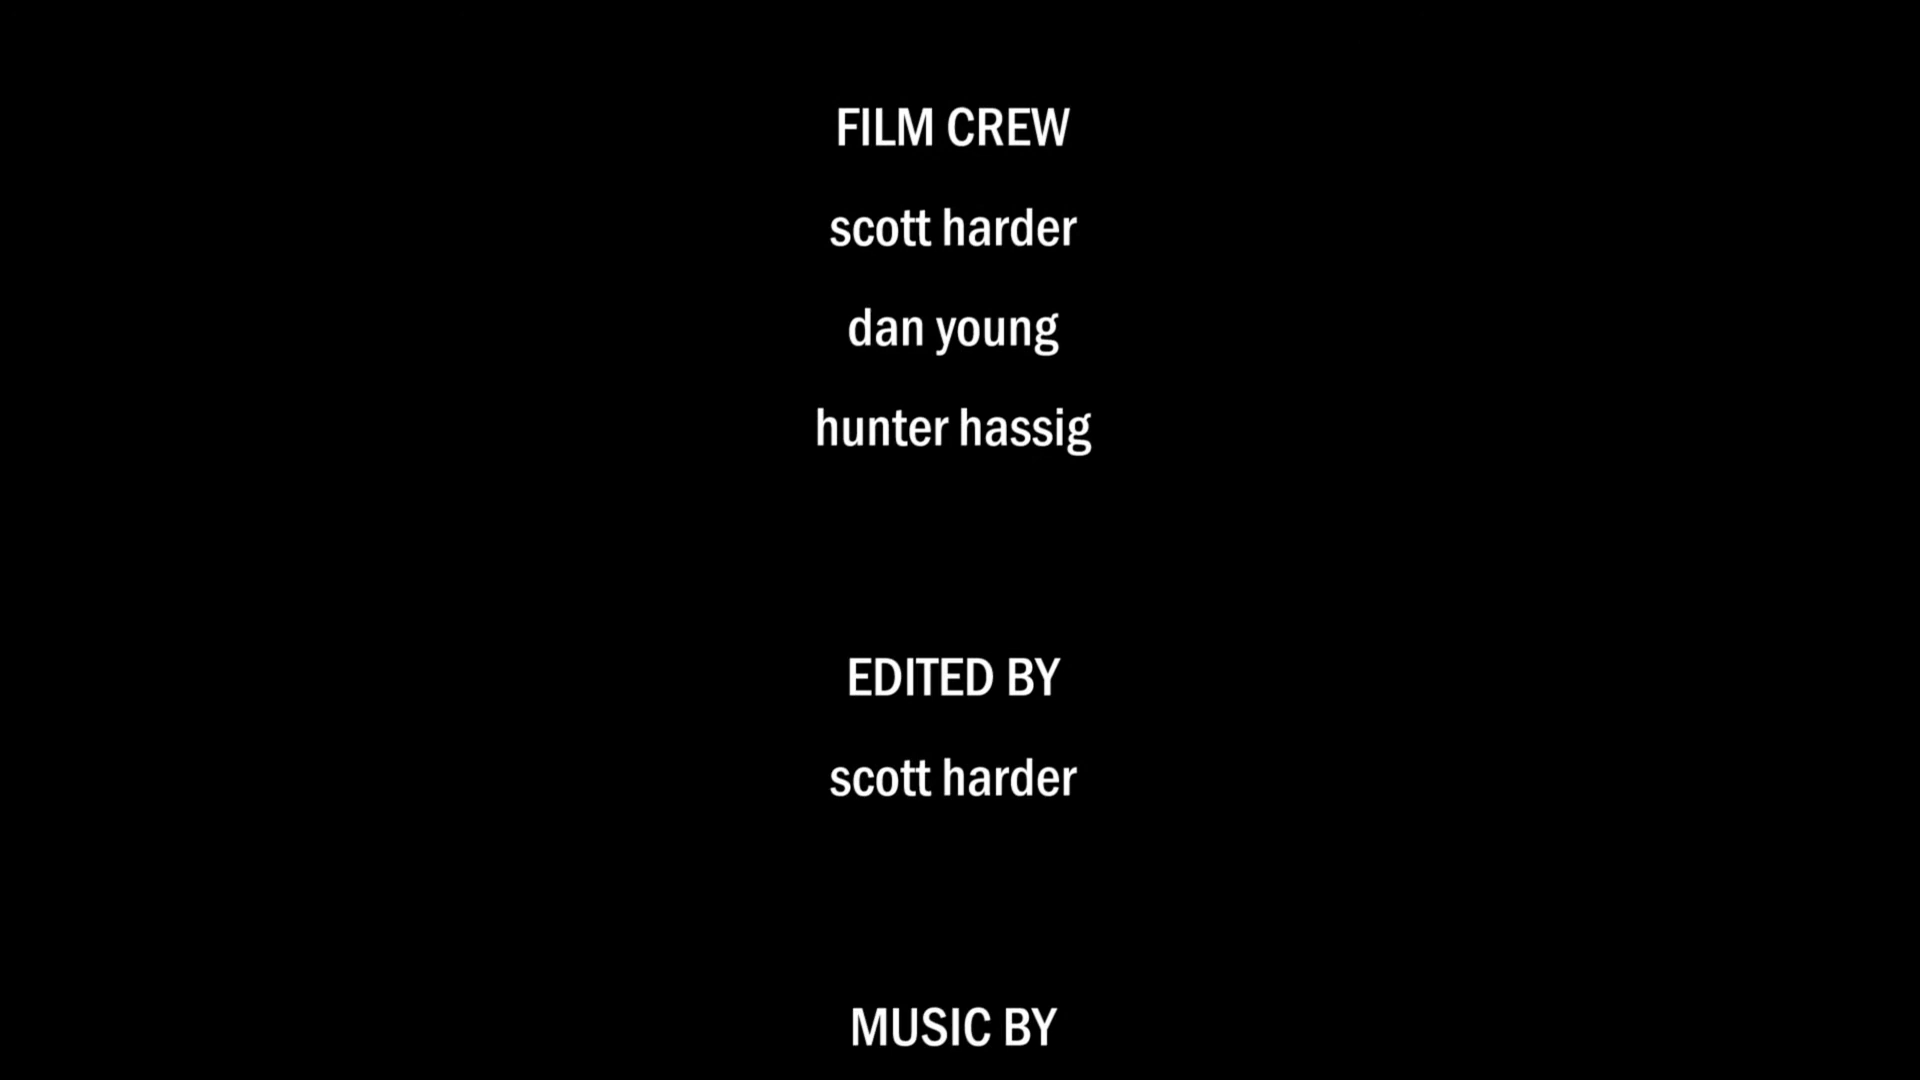 FILM CREW
scott harder
dan young
hunter hassig
EDITED BY
scott harder
MUSIC BY